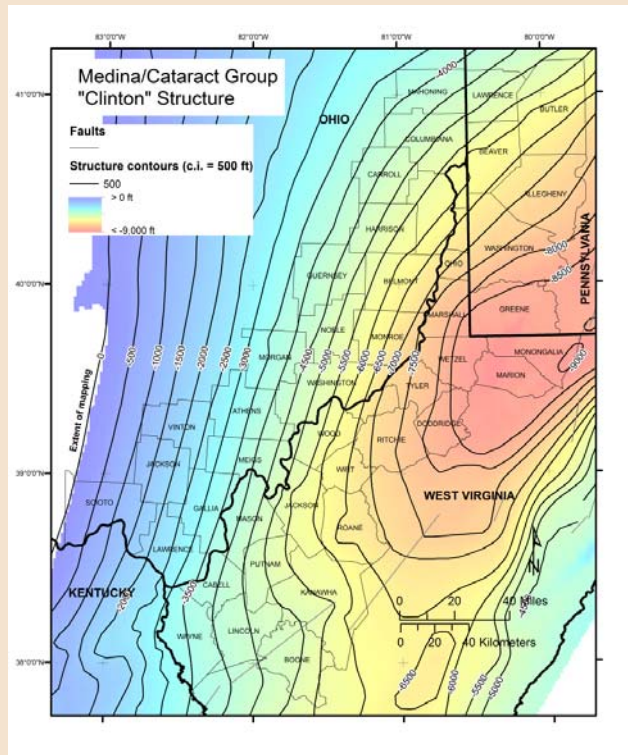 83°0'0"W
82°0'0"W
81°0'0"W
80°0'0"W
Medina/Cataract Group
"Clinton" Structure
Faults
Structure contours (c.i. = 500 ft)
500
> 0 ft
≤ -9,000 ft
41°0'0"N
40°0'0"N
39°0'0"N
38°0'0"N
OHIO
PENNSYLVANIA
WEST VIRGINIA
KENTUCKY
Extent of mapping
MAHONING
LAWRENCE
BUTLER
COLUMBIANA
BEAVER
CARROLL
ALLEGHENY
HARRISON
WASHINGTON
OHIO
GUERNSEY
BELMONT
MARSHALL
GREENE
NOBLE
MONROE
MORGAN
WETZEL
MONONGALIA
WASHINGTON
TYLER
MARION
ATHENS
DODDRIDGE
VINTON
WOOD
RITCHIE
JACKSON
MEIGS
WIRT
SCIOTO
GALLIA
MASON
JACKSON
ROANE
LAWRENCE
PUTNAM
CABELL
KANAWHA
WAYNE
LINCOLN
BOONE
-4000
-8000
-8500
-9000
0
-500
-1000
-1500
-2000
-2500
-3000
-4500
-5000
-5500
-6000
-6500
-7000
-7500
-3500
-4500
-6500
-6000
-5500
-5000
N
0 20 40 Miles
0 20 40 Kilometers